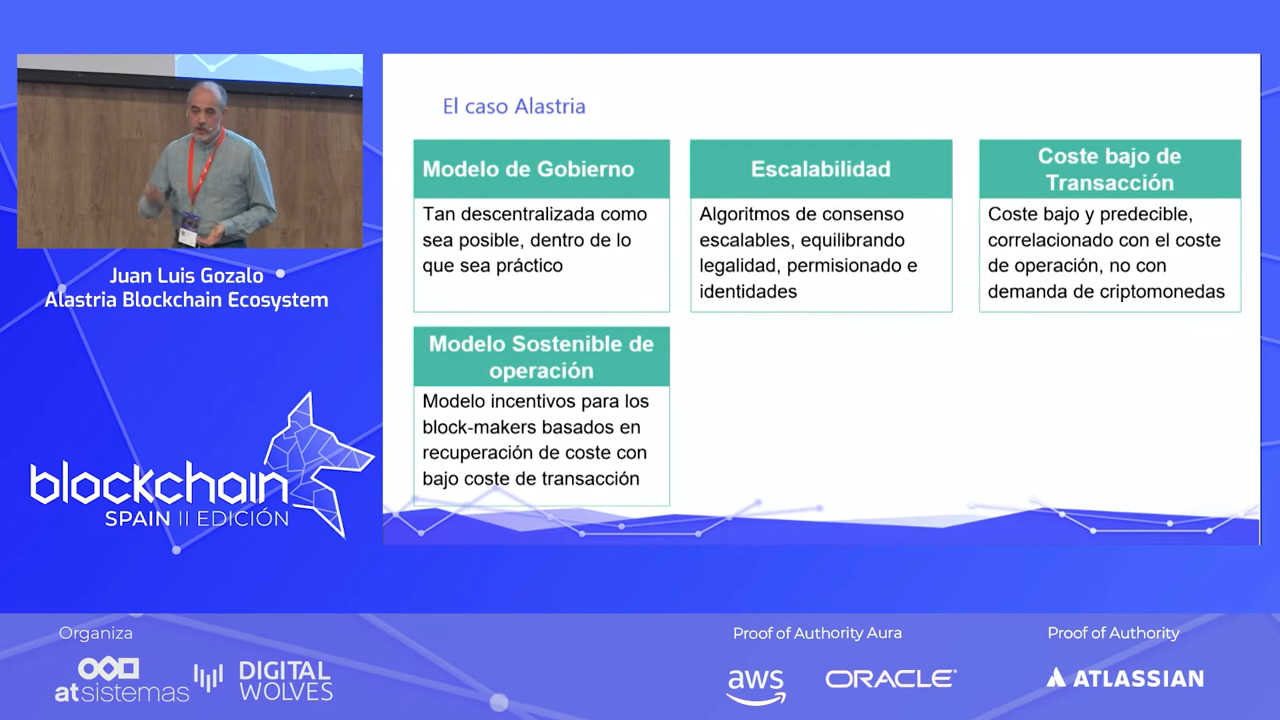 El caso Alastria
Modelo de Gobierno
Tan descentralizada como
sea posible, dentro de lo
que sea práctico
Escalabilidad
Algoritmos de consenso
escalables, equilibrando
legalidad, permisionado e
identidades
Coste bajo de
Transacción
Coste bajo y predecible,
correlacionado con el coste
de operación, no con
demanda de criptomonedas
Modelo Sostenible de
operación
Modelo incentivos para los
block-makers basados en
recuperación de coste con
bajo coste de transacción
Juan Luis Gozalo
Alastria Blockchain Ecosystem
blockchain
SPAIN II EDICIÓN
Organiza
atsistemas
DIGITAL
WOLVES
Proof of Authority Aura
aws
ORACLE
Proof of Authority
ATLASSIAN